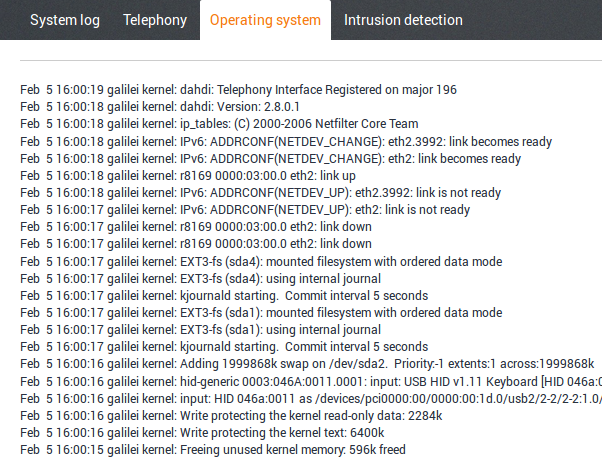 System log Telephony Operating system Intrusion detection
Feb  5 16:00:19 galilei kernel: dahdi: Telephony Interface Registered on major 196
Feb  5 16:00:18 galilei kernel: dahdi: Version: 2.8.0.1
Feb  5 16:00:18 galilei kernel: ip_tables: (C) 2000-2006 Netfilter Core Team
Feb  5 16:00:18 galilei kernel: IPv6: ADDRCONF(NETDEV_CHANGE): eth2.3992: link becomes ready
Feb  5 16:00:18 galilei kernel: IPv6: ADDRCONF(NETDEV_CHANGE): eth2: link becomes ready
Feb  5 16:00:18 galilei kernel: r8169 0000:03:00.0 eth2: link up
Feb  5 16:00:18 galilei kernel: IPv6: ADDRCONF(NETDEV_UP): eth2.3992: link is not ready
Feb  5 16:00:17 galilei kernel: IPv6: ADDRCONF(NETDEV_UP): eth2: link is not ready
Feb  5 16:00:17 galilei kernel: r8169 0000:03:00.0 eth2: link down
Feb  5 16:00:17 galilei kernel: r8169 0000:03:00.0 eth2: link down
Feb  5 16:00:17 galilei kernel: EXT3-fs (sda4): mounted filesystem with ordered data mode
Feb  5 16:00:17 galilei kernel: EXT3-fs (sda4): using internal journal
Feb  5 16:00:17 galilei kernel: kjournald starting.  Commit interval 5 seconds
Feb  5 16:00:17 galilei kernel: EXT3-fs (sda1): mounted filesystem with ordered data mode
Feb  5 16:00:17 galilei kernel: EXT3-fs (sda1): using internal journal
Feb  5 16:00:17 galilei kernel: kjournald starting.  Commit interval 5 seconds
Feb  5 16:00:16 galilei kernel: Adding 1999868k swap on /dev/sda2.  Priority:-1 extents:1 across:1999868k
Feb  5 16:00:16 galilei kernel: hid-generic 0003:046A:0011.0001: input: USB HID v1.11 Keyboard [HID 046a:0
Feb  5 16:00:16 galilei kernel: input: HID 046a:0011 as /devices/pci0000:00/0000:00:1d.0/usb2/2-2/2-2:1.0/
Feb  5 16:00:16 galilei kernel: Write protecting the kernel read-only data: 2284k
Feb  5 16:00:16 galilei kernel: Write protecting the kernel text: 6400k
Feb  5 16:00:15 galilei kernel: Freeing unused kernel memory: 596k freed